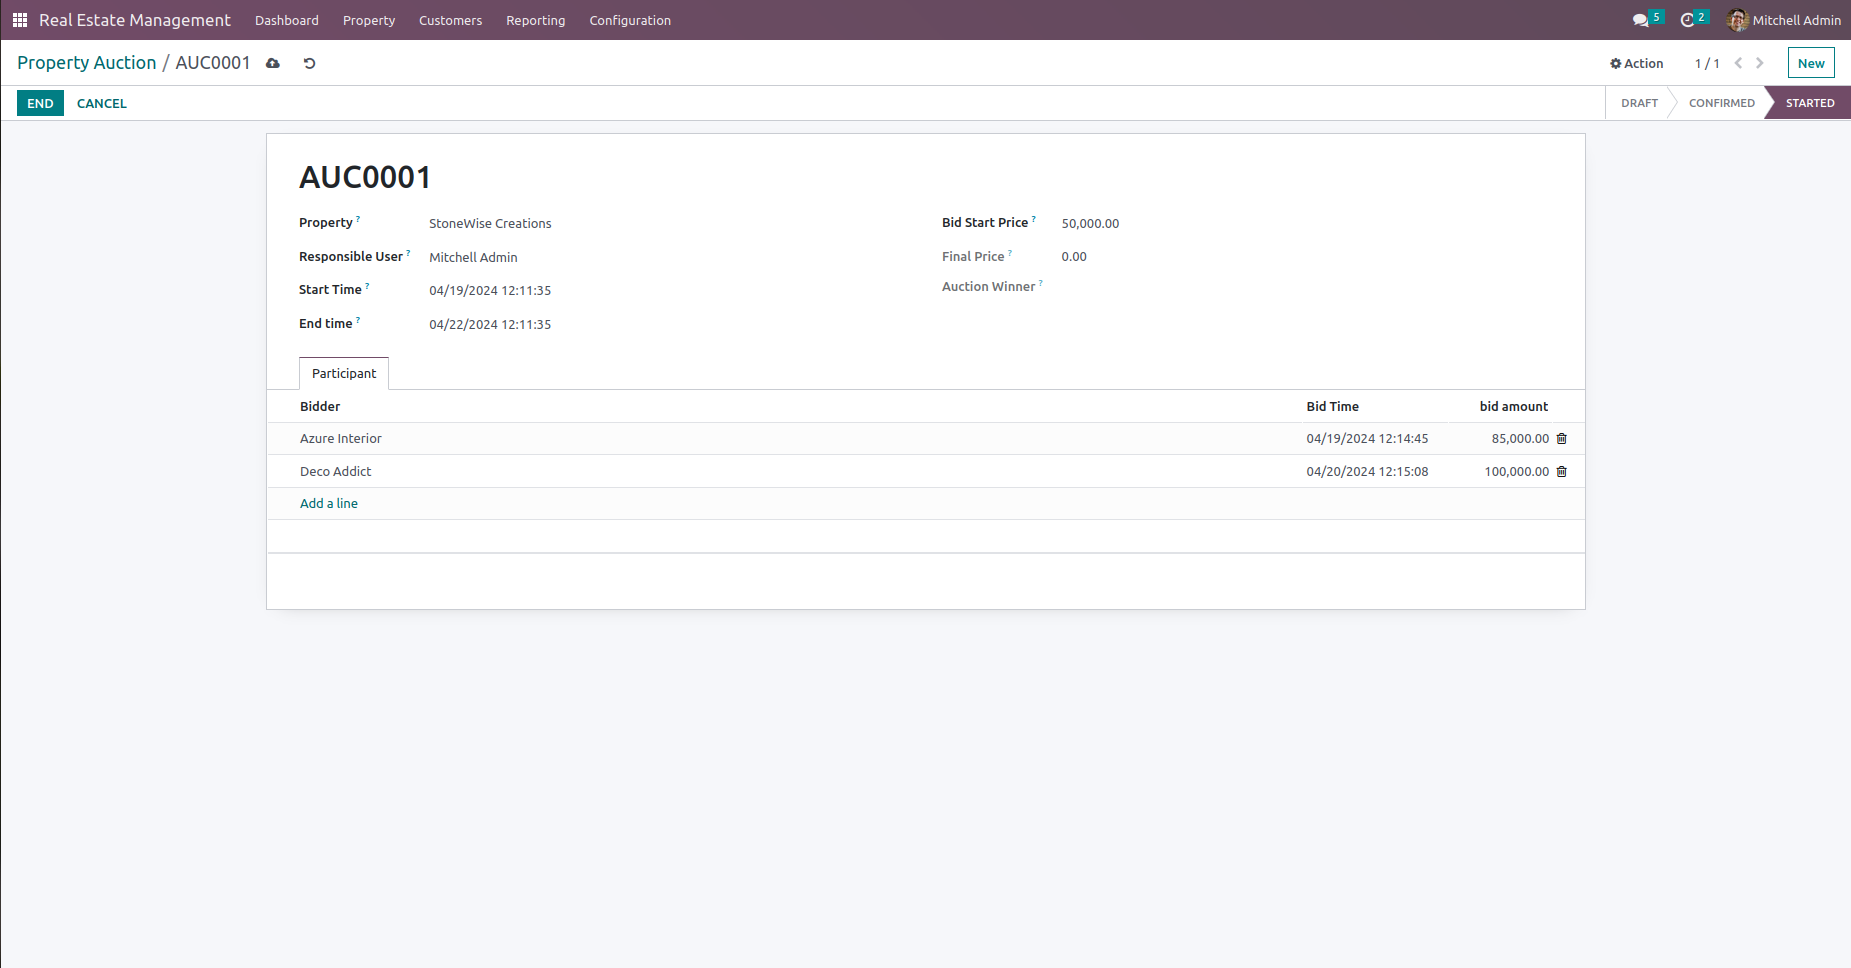 Real Estate Management Dashboard Property Customers Reporting Configuration 5 2 Mitchell Admin
Property Auction / AUC0001 Action 1 / 1 New
END CANCEL DRAFT CONFIRMED STARTED
AUC0001
Property ? StoneWise Creations Bid Start Price ? 50,000.00
Responsible User ? Mitchell Admin Final Price ? 0.00
Start Time ? 04/19/2024 12:11:35 Auction Winner ?
End time ? 04/22/2024 12:11:35
Participant
Bidder Bid Time bid amount
Azure Interior 04/19/2024 12:14:45 85,000.00
Deco Addict 04/20/2024 12:15:08 100,000.00
Add a line